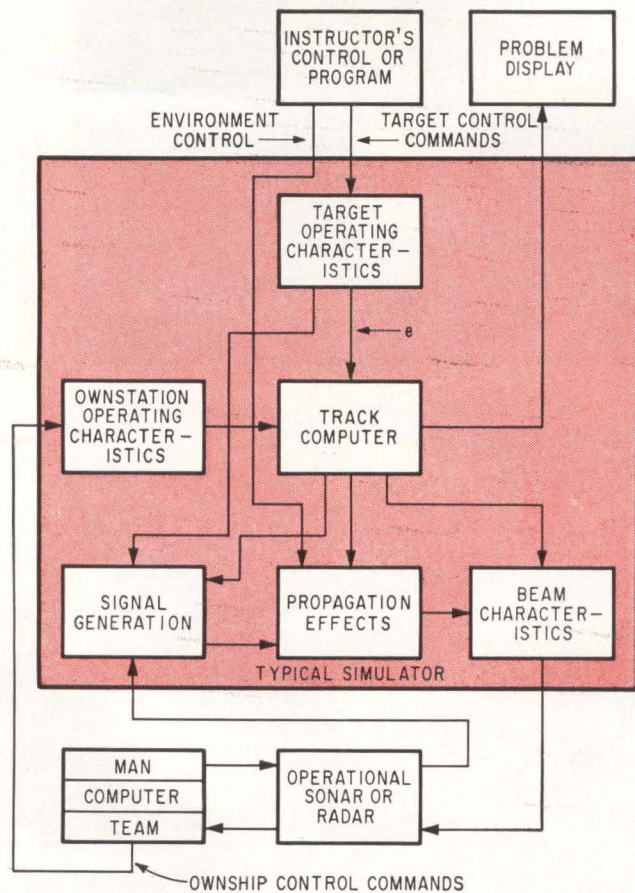 INSTRUCTOR'S
CONTROL OR
PROGRAM
PROBLEM
DISPLAY
ENVIRONMENT
CONTROL
TARGET CONTROL
COMMANDS
TARGET
OPERATING
CHARACTER—
ISTICS
e
OWNSTATION
OPERATING
CHARACTER—
ISTICS
TRACK
COMPUTER
SIGNAL
GENERATION
PROPAGATION
EFFECTS
BEAM
CHARACTER—
ISTICS
TYPICAL SIMULATOR
MAN
COMPUTER
TEAM
OPERATIONAL
SONAR OR
RADAR
OWNSHIP CONTROL COMMANDS